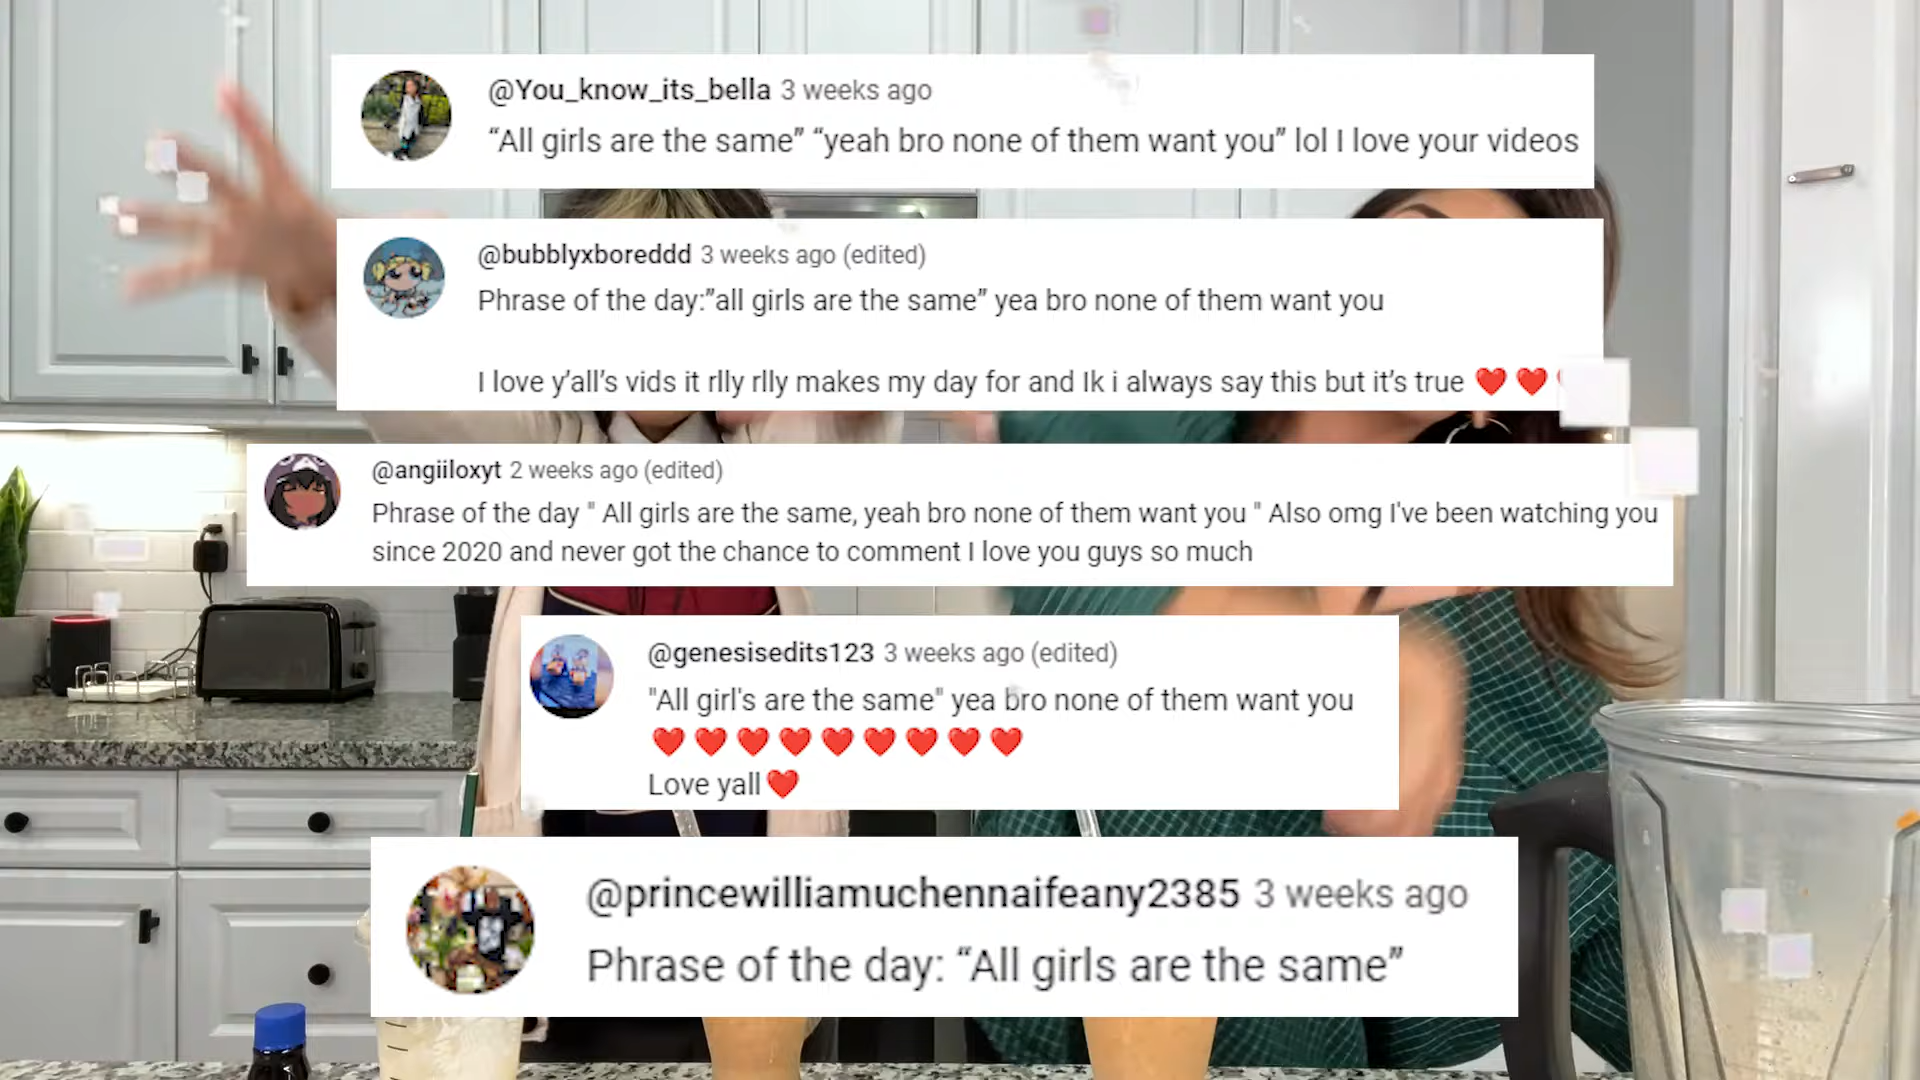 @You_know_its_bella 3 weeks ago
“All girls are the same” “yeah bro none of them want you” lol I love your videos
@bubblyxboreddd 3 weeks ago (edited)
Phrase of the day:”all girls are the same” yea bro none of them want you
I love y’all’s vids it rlly rlly makes my day for and Ik i always say this but it’s true ❤️❤️
@angiiloxyt 2 weeks ago (edited)
Phrase of the day " All girls are the same, yeah bro none of them want you " Also omg I've been watching you
since 2020 and never got the chance to comment I love you guys so much
@genesisedits123 3 weeks ago (edited)
"All girl's are the same" yea bro none of them want you
❤️❤️❤️❤️❤️❤️❤️❤️❤️
Love yall❤️
@princewilliamuchennaifeany2385 3 weeks ago
Phrase of the day: “All girls are the same”